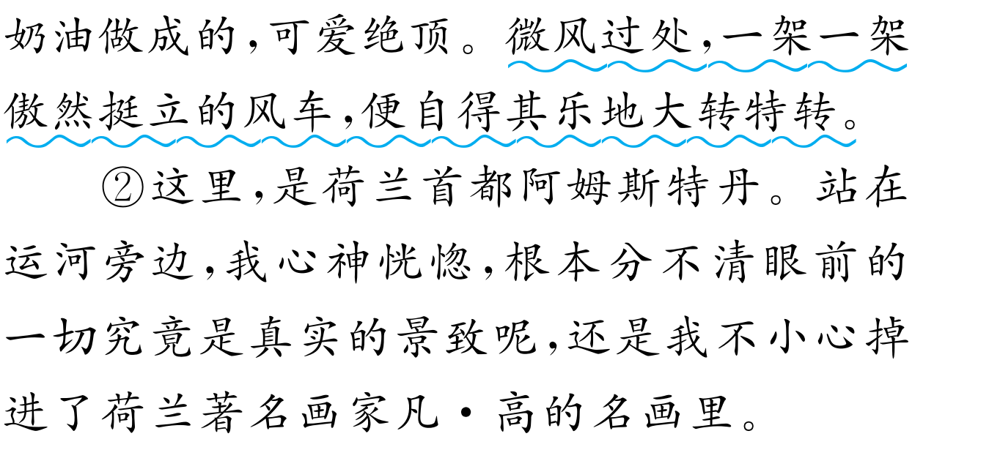 奶油做成的,可爱绝顶。微风过处,一架一架
傲然挺立的风车,便自得其乐地大转特转。
②这里,是荷兰首都阿姆斯特丹。站在
运河旁边,我心神恍惚,根本分不清眼前的
一切究竟是真实的景致呢,还是我不小心掉
进了荷兰著名画家凡·高的名画里。